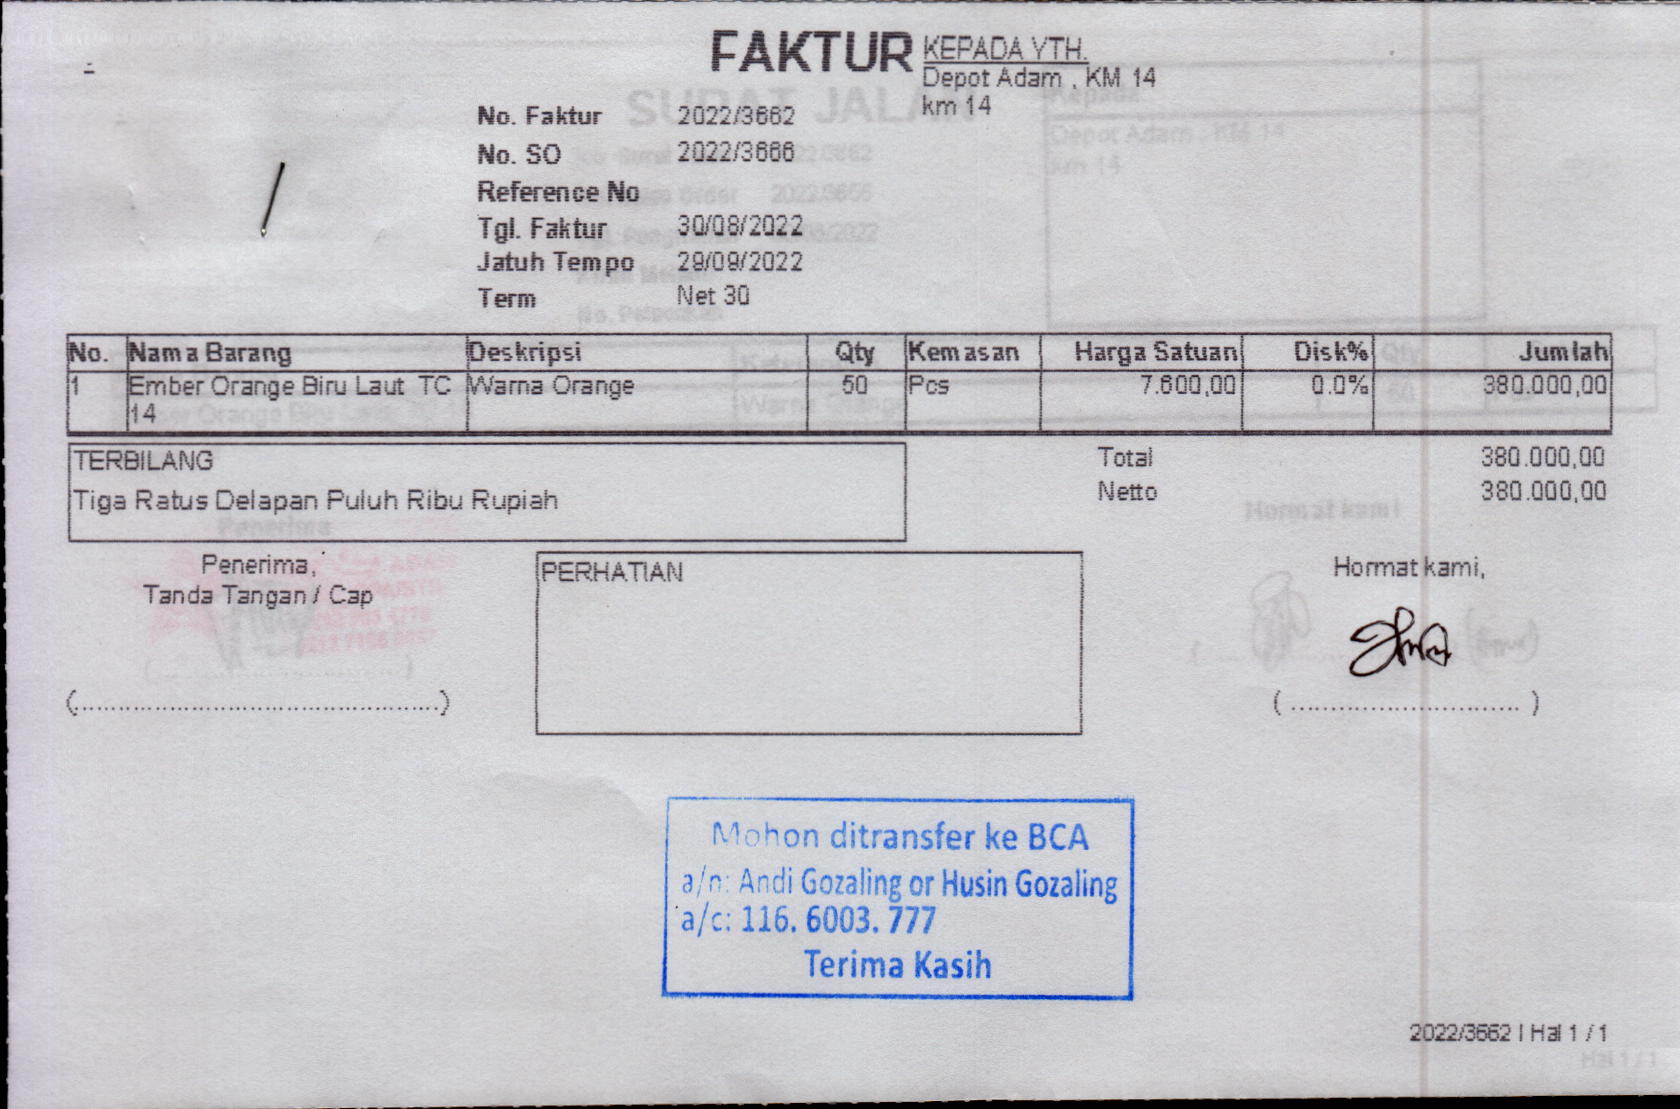 FAKTUR
KEPADA YTH.
Depot Adam , KM 14
km 14
No. Faktur 2022/3662
No. SO 2022/3666
Reference No
Tgl. Faktur 30/08/2022
Jatuh Tempo 29/09/2022
Term Net 30
No. Nama Barang Deskripsi Qty Kemasan Harga Satuan Disk% Jumlah
1 Ember Orange Biru Laut TC Warna Orange 50 Pcs 7.600,00 0.0% 380.000,00
14
TERBILANG
Tiga Ratus Delapan Puluh Ribu Rupiah
Total 380.000,00
Netto 380.000,00
Penerima,
Tanda Tangan / Cap
PERHATIAN
Hormat kami,
(................................................)
( ............................. )
Mohon ditransfer ke BCA
a/n: Andi Gozaling or Husin Gozaling
a/c: 116. 6003. 777
Terima Kasih
2022/3662 | Hal 1 / 1